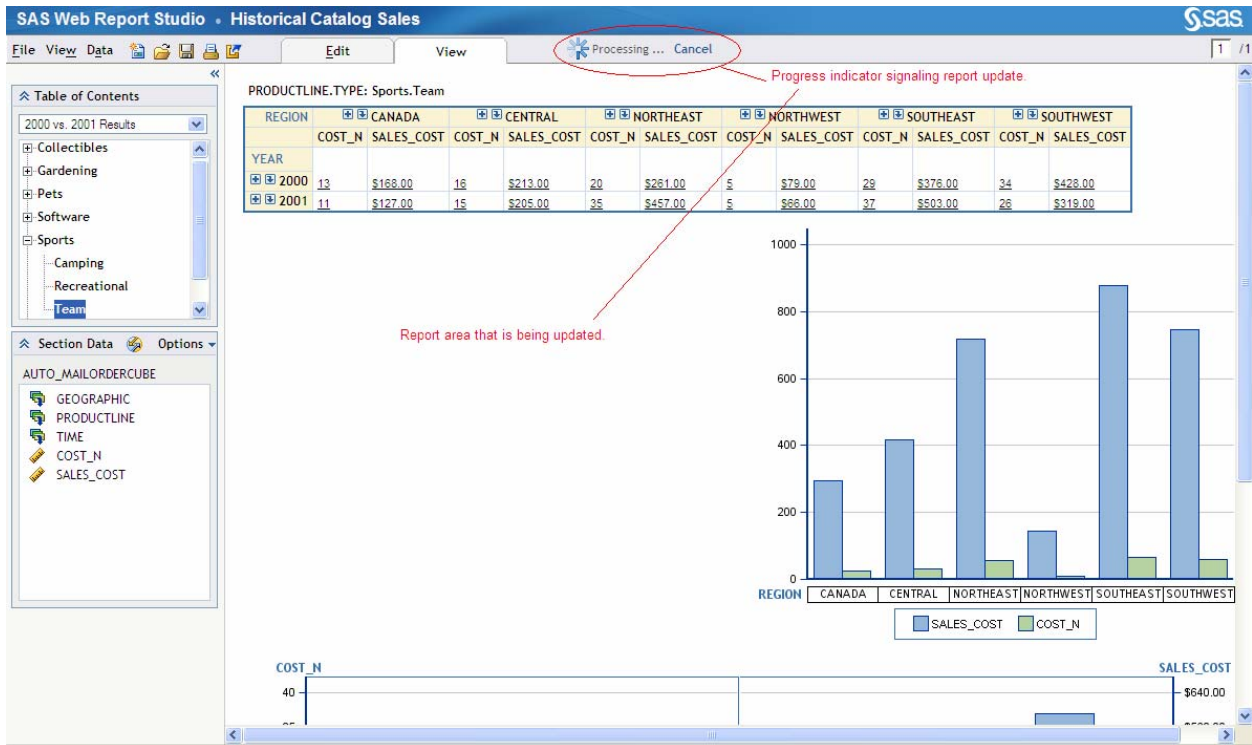 SAS Web Report Studio • Historical Catalog Sales
sas
File View Data
Edit
View
Processing ... Cancel
1 /1
Progress indicator signaling report update.
Table of Contents
2000 vs. 2001 Results
Collectibles
Gardening
Pets
Software
Sports
Camping
Recreational
Team
Section Data Options
AUTO_MAILORDERCUBE
GEOGRAPHIC
PRODUCTLINE
TIME
COST_N
SALES_COST
PRODUCTLINE.TYPE: Sports.Team
REGION CANADA CENTRAL NORTHEAST NORTHWEST SOUTHEAST SOUTHWEST
COST_N SALES_COST COST_N SALES_COST COST_N SALES_COST COST_N SALES_COST COST_N SALES_COST COST_N SALES_COST
YEAR
2000 13 $168.00 16 $213.00 20 $261.00 5 $79.00 29 $376.00 34 $428.00
2001 11 $127.00 15 $205.00 35 $457.00 5 $66.00 37 $503.00 26 $319.00
Report area that is being updated.
1000
800
600
400
200
0
REGION CANADA CENTRAL NORTHEAST NORTHWEST SOUTHEAST SOUTHWEST
SALES_COST COST_N
COST_N SALES_COST
40 $640.00